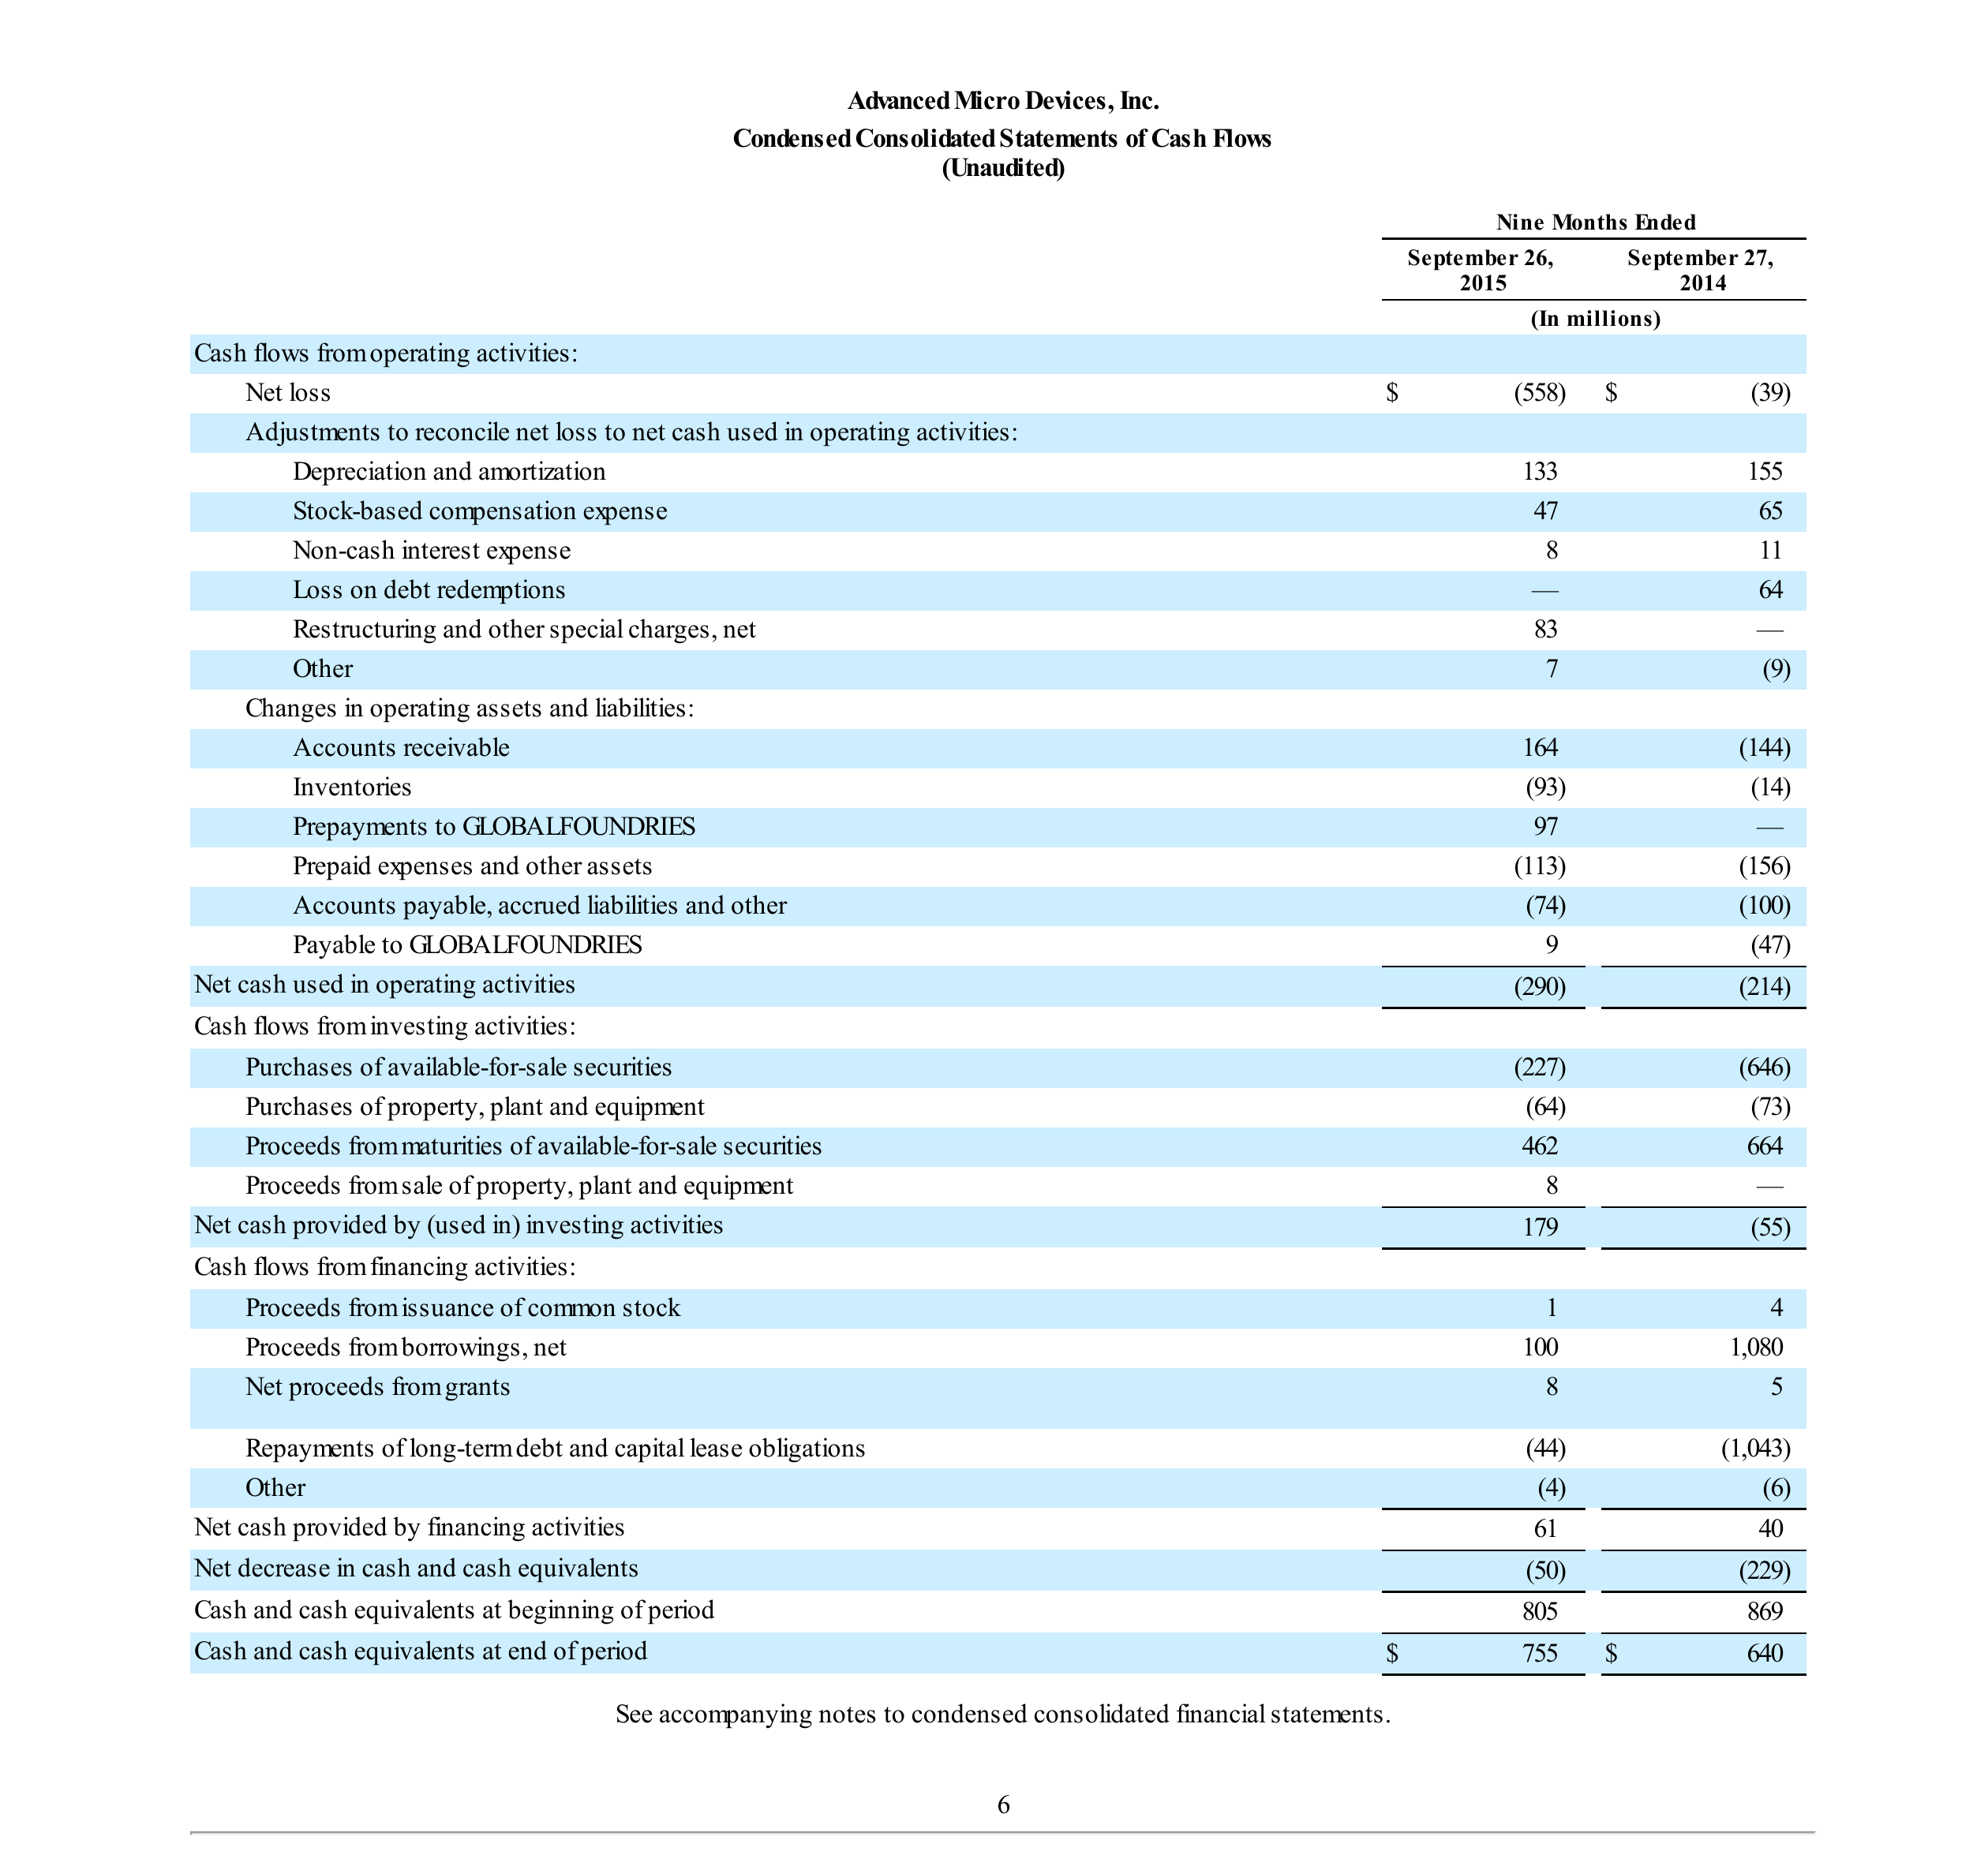 Advanced Micro Devices, Inc.
Condensed Consolidated Statements of Cash Flows
(Unaudited)
Nine Months Ended
September 26, 2015 September 27, 2014
(In millions)
Cash flows from operating activities:
Net loss $ (558) $ (39)
Adjustments to reconcile net loss to net cash used in operating activities:
Depreciation and amortization 133 155
Stock-based compensation expense 47 65
Non-cash interest expense 8 11
Loss on debt redemptions — 64
Restructuring and other special charges, net 83 —
Other 7 (9)
Changes in operating assets and liabilities:
Accounts receivable 164 (144)
Inventories (93) (14)
Prepayments to GLOBALFOUNDRIES 97 —
Prepaid expenses and other assets (113) (156)
Accounts payable, accrued liabilities and other (74) (100)
Payable to GLOBALFOUNDRIES 9 (47)
Net cash used in operating activities (290) (214)
Cash flows from investing activities:
Purchases of available-for-sale securities (227) (646)
Purchases of property, plant and equipment (64) (73)
Proceeds from maturities of available-for-sale securities 462 664
Proceeds from sale of property, plant and equipment 8 —
Net cash provided by (used in) investing activities 179 (55)
Cash flows from financing activities:
Proceeds from issuance of common stock 1 4
Proceeds from borrowings, net 100 1,080
Net proceeds from grants 8 5
Repayments of long-term debt and capital lease obligations (44) (1,043)
Other (4) (6)
Net cash provided by financing activities 61 40
Net decrease in cash and cash equivalents (50) (229)
Cash and cash equivalents at beginning of period 805 869
Cash and cash equivalents at end of period $ 755 $ 640
See accompanying notes to condensed consolidated financial statements.
6